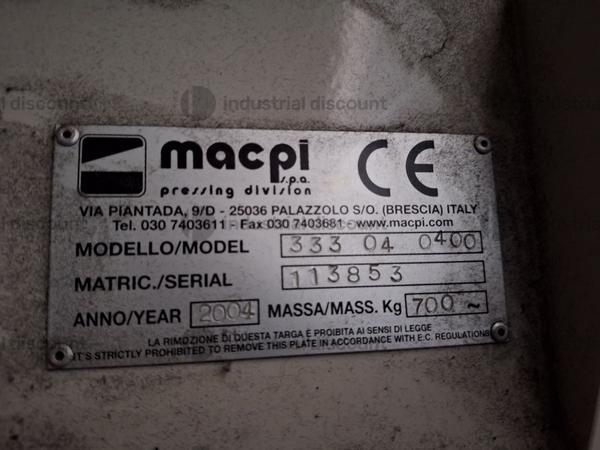 industrial discount
macpi
s.p.a.
pressing division
CE
VIA PIANTADA, 9/D - 25036 PALAZZOLO S/O. (BRESCIA) ITALY
Tel. 030 7403611 - Fax 030 7403681 - www.macpi.com
MODELLO/MODEL 333 04 0400
MATRIC./SERIAL 113853
ANNO/YEAR 2004 MASSA/MASS. Kg 700 ~
LA RIMOZIONE DI QUESTA TARGA È PROIBITA AI SENSI DI LEGGE
IT'S STRICTLY PROHIBITED TO REMOVE THIS PLATE IN ACCORDANCE WITH E.C. REGULATIONS